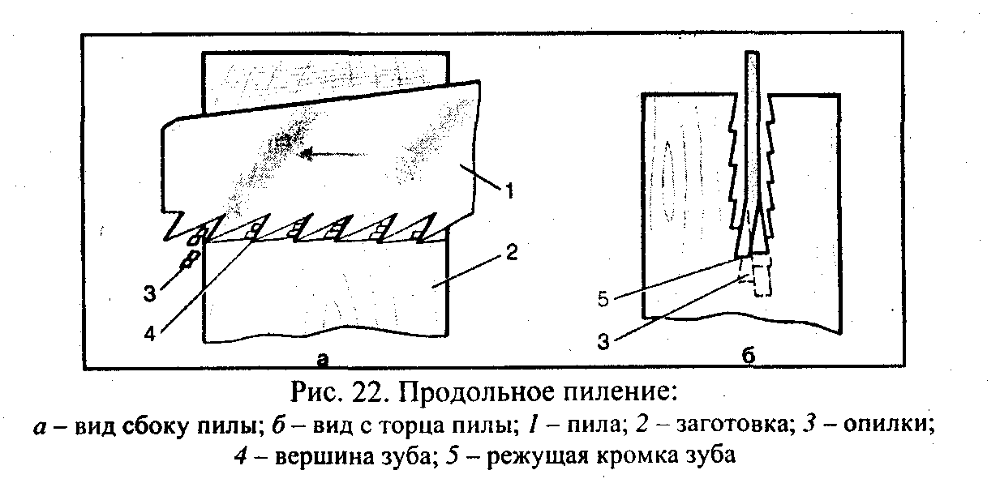 1
2
3
4
5
3
а
б
Рис. 22. Продольное пиление:
а – вид сбоку пилы; б – вид с торца пилы; 1 – пила; 2 – заготовка; 3 – опилки;
4 – вершина зуба; 5 – режущая кромка зуба